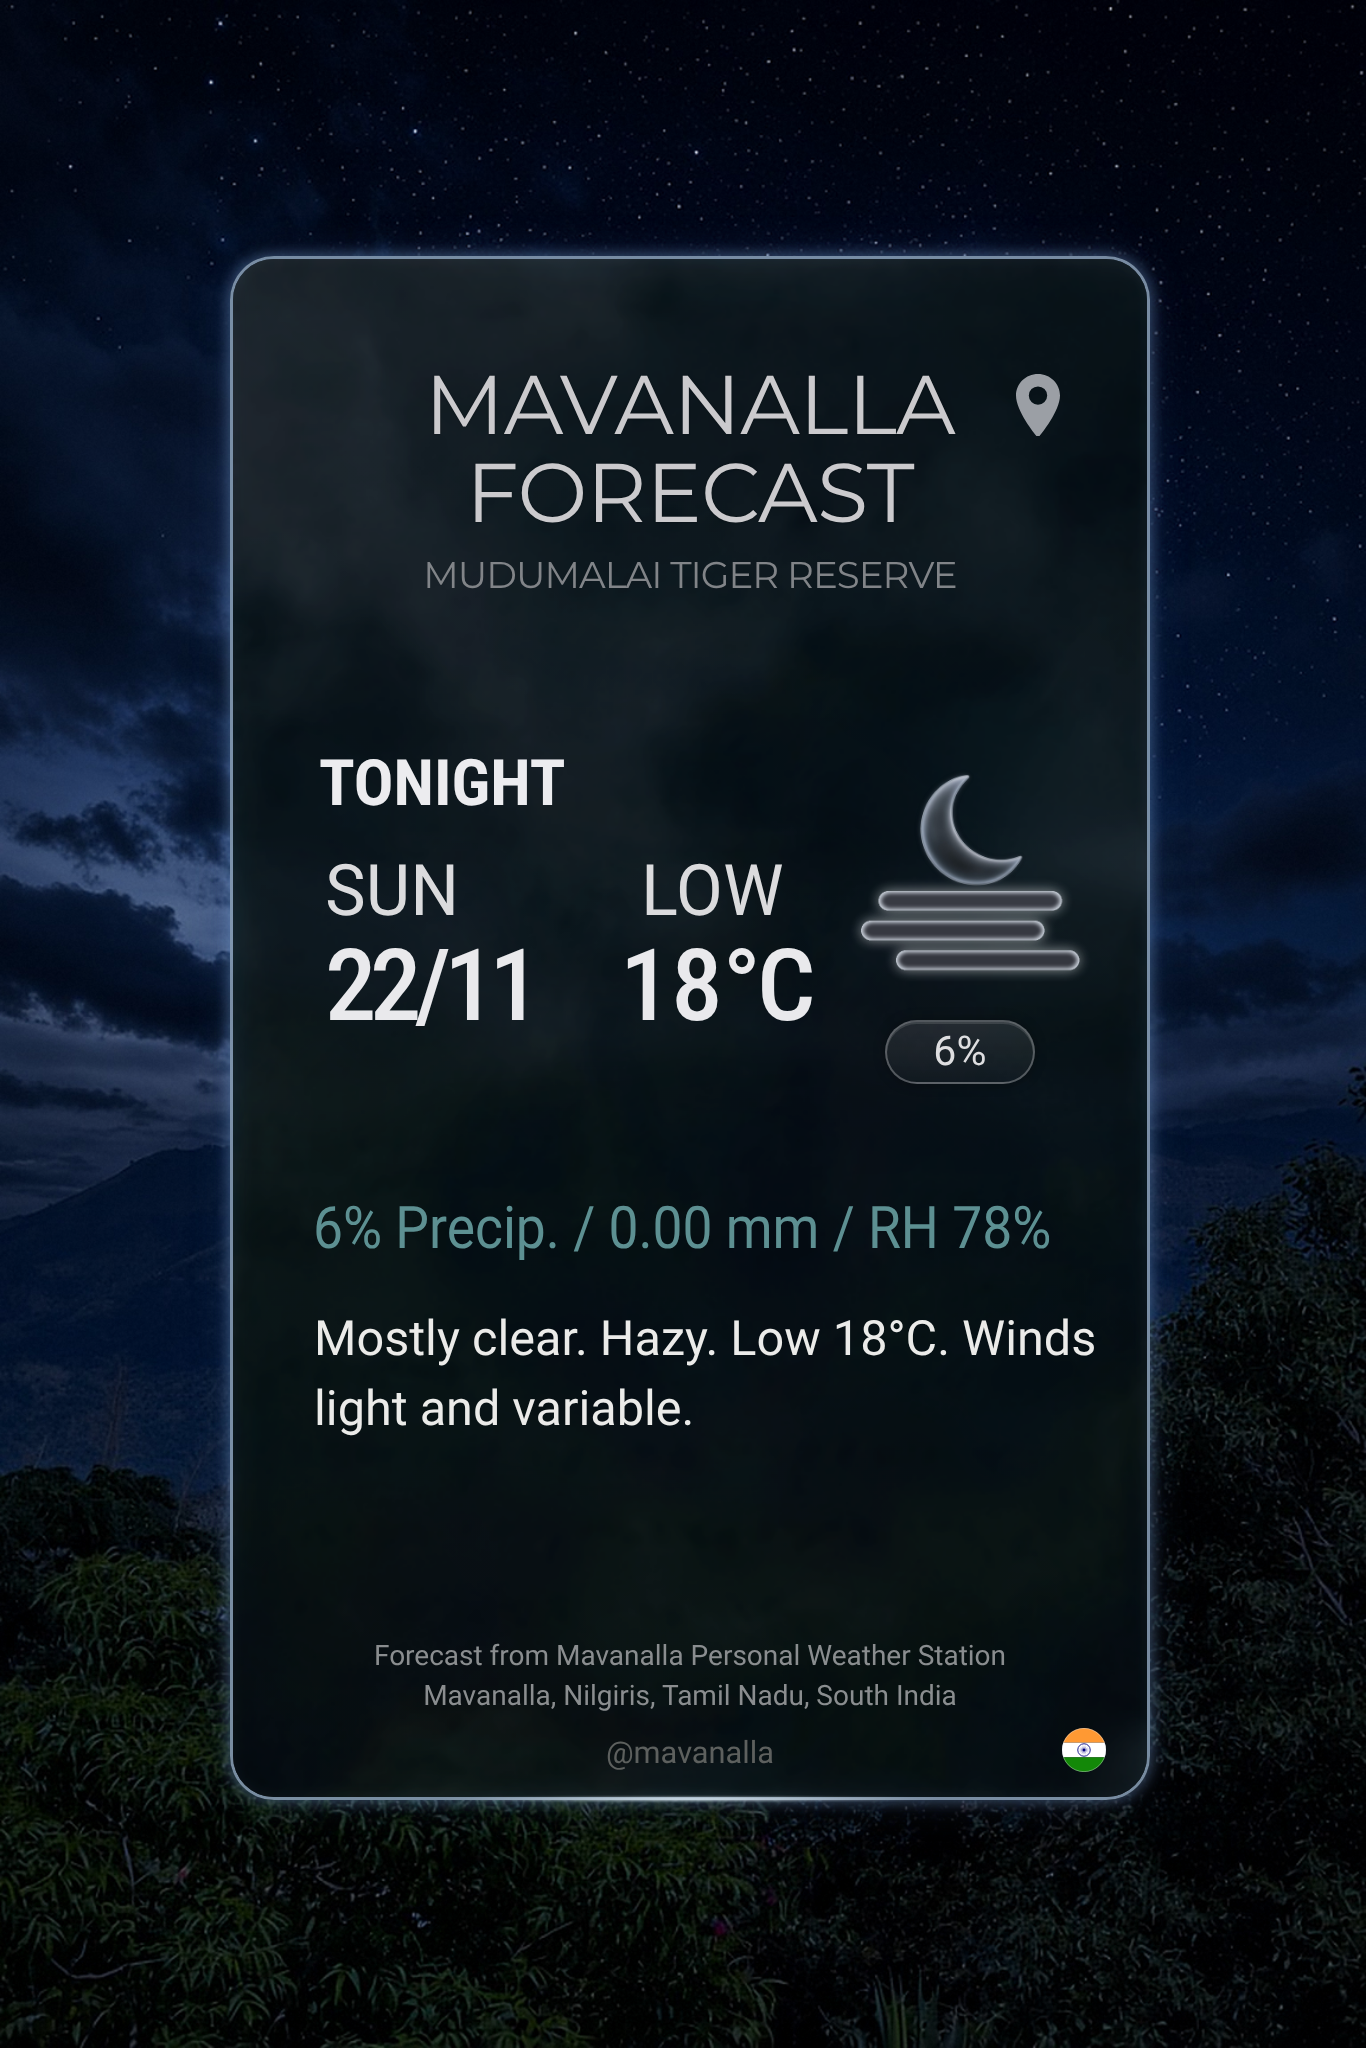 MAVANALLA
FORECAST
MUDUMALAI TIGER RESERVE
TONIGHT
SUN LOW
22/11 18°C
6%
6% Precip. / 0.00 mm / RH 78%
Mostly clear. Hazy. Low 18°C. Winds
light and variable.
Forecast from Mavanalla Personal Weather Station
Mavanalla, Nilgiris, Tamil Nadu, South India
@mavanalla